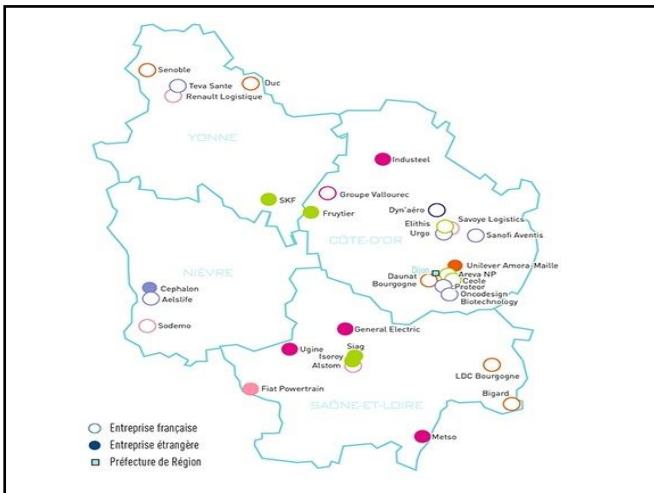 Senoble
Teva Sante
Duc
Renault Logistique
YONNE
Industeel
SKF
Groupe Vallourec
Fruytier
Dyn'aéro
Savoye Logistics
Elithis
Urgo
Sanofi Aventis
CÔTE-D'OR
Unilever Amora-Maille
Dijon
Areva NP
Daunat
Bourgogne
Ceole
Proteor
Oncodesign
Biotechnology
NIÈVRE
Cephalon
Aelslife
Sodemo
General Electric
Ugine
Siag
Isoroy
Alstom
LDC Bourgogne
Fiat Powertrain
Bigard
SAÔNE-ET-LOIRE
Metso
Entreprise française
Entreprise étrangère
Préfecture de Région